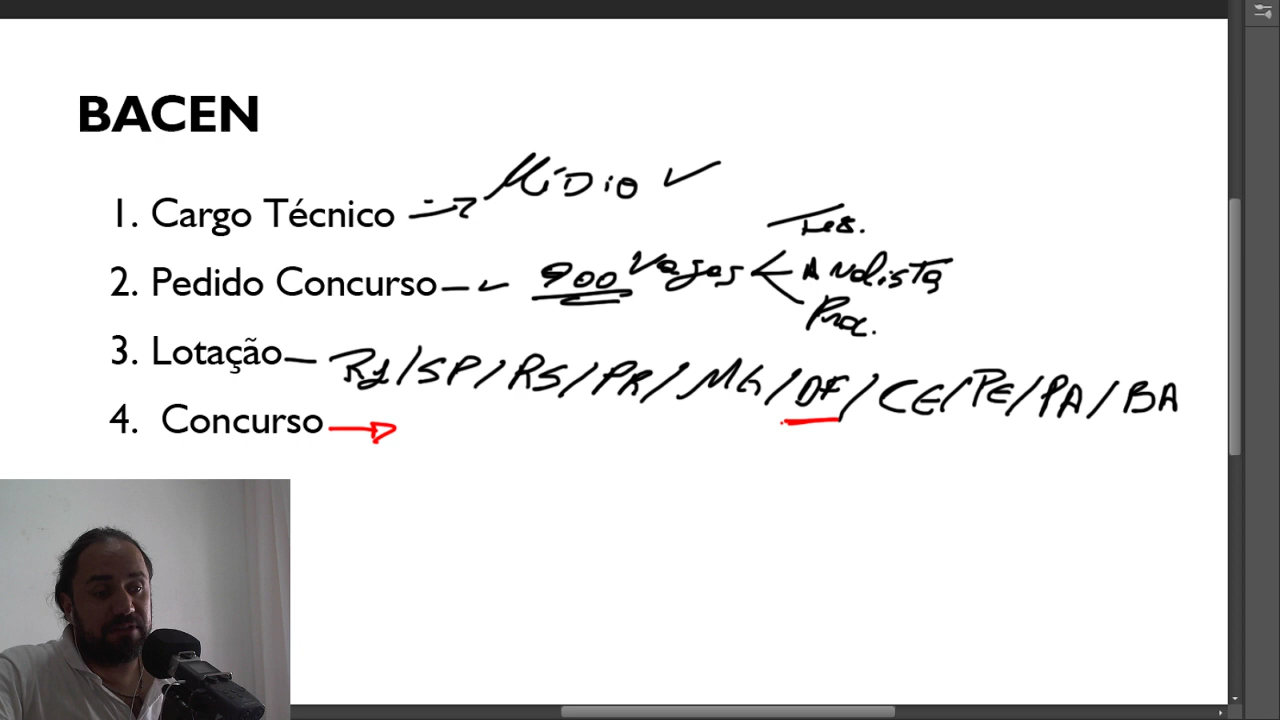 BACEN
1. Cargo Técnico → MÉDIO ✓
2. Pedido Concurso - ✓ 900 Vagas < Téc. Analista Proc.
3. Lotação - RJ/SP/RS/PR/MG/DF/CE/PE/PA/BA
4. Concurso →